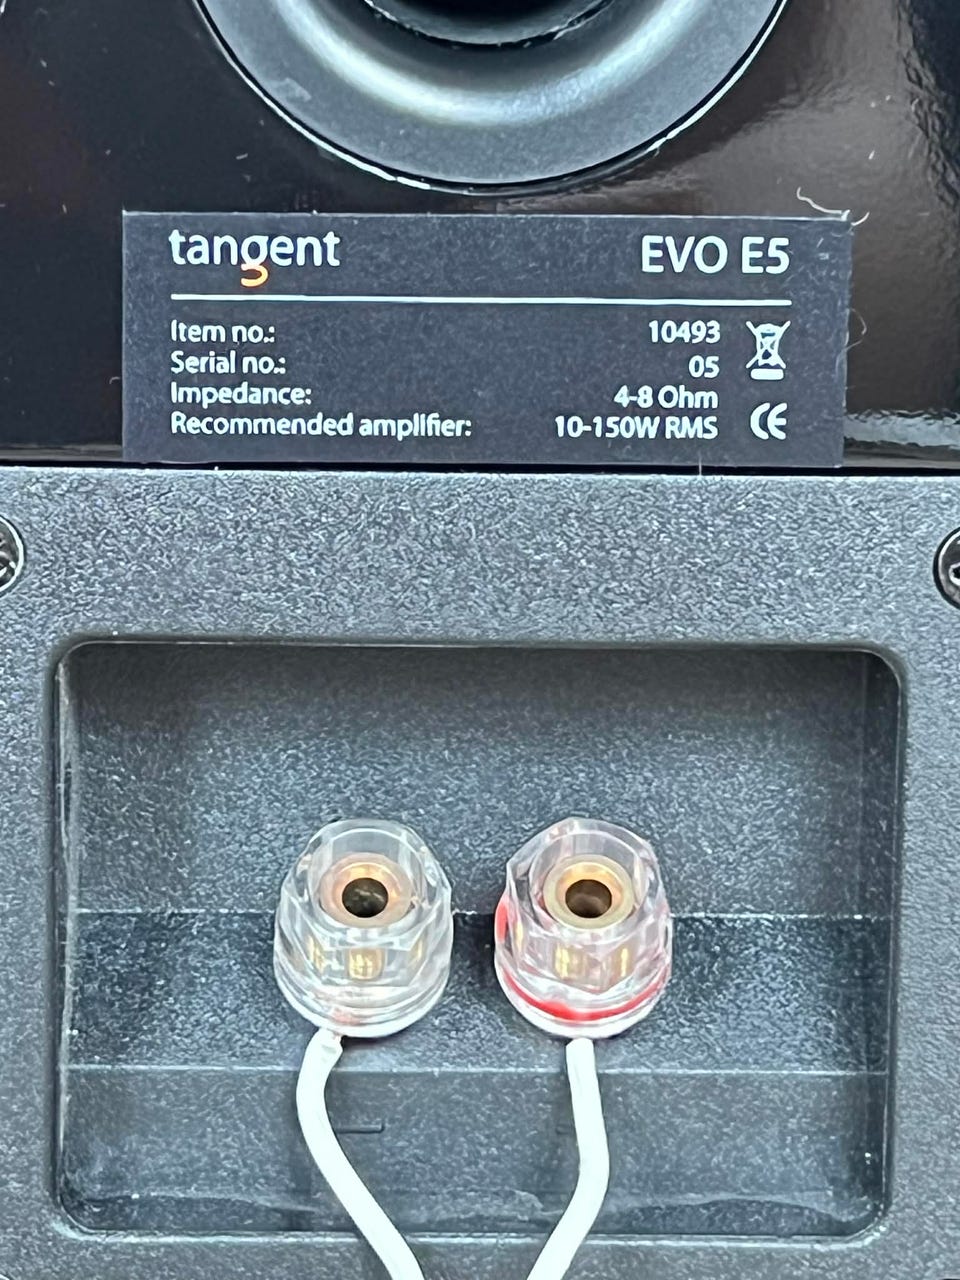 tangent EVO E5
Item no.: 10493
Serial no.: 05
Impedance: 4-8 Ohm
Recommended amplifier: 10-150W RMS
CE